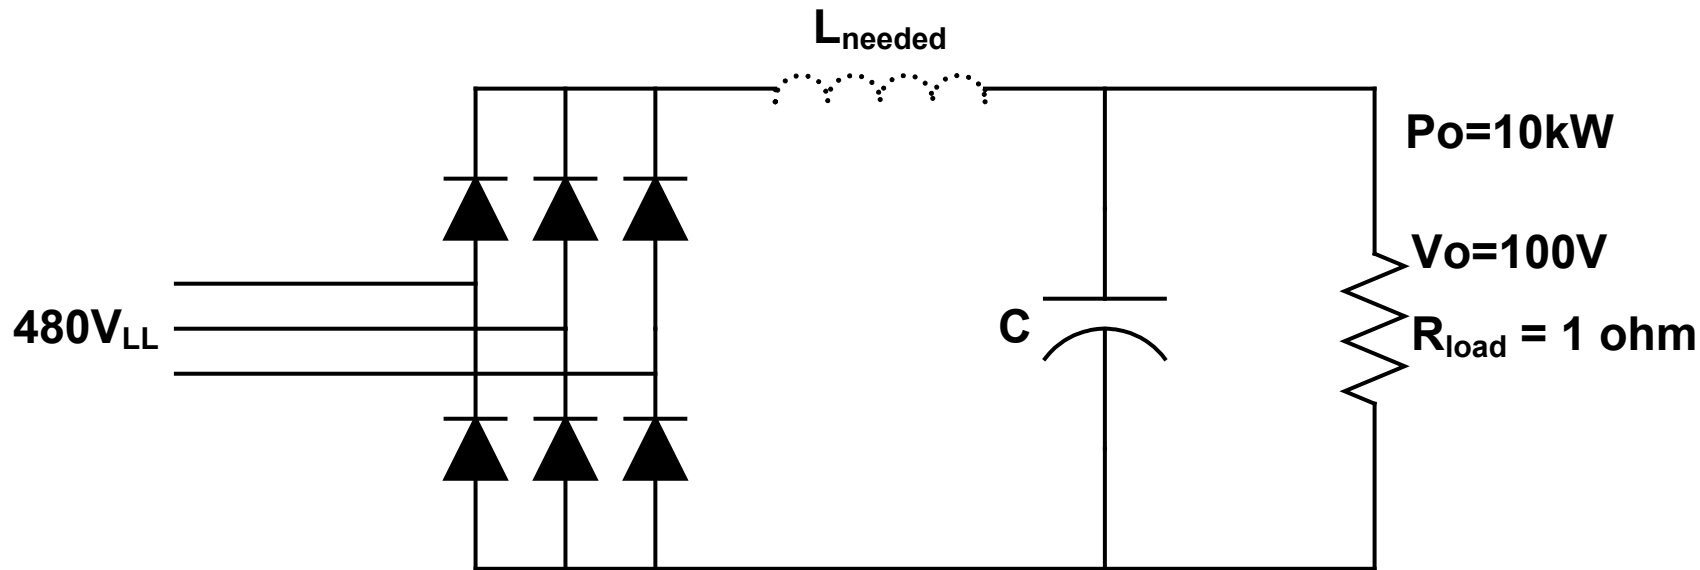 Lneeded
Po=10kW
Vo=100V
480VLL
C
Rload = 1 ohm